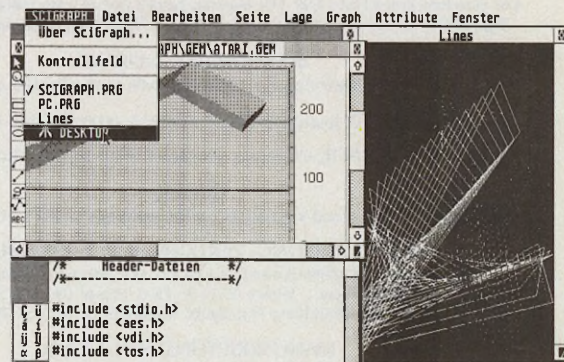 SCIGRAPH Datei Bearbeiten Seite Lage Graph Attribute Fenster
Über SciGraph...
Kontrollfeld
✓ SCIGRAPH.PRG
PC.PRG
Lines
DESKTOP
APH\GEM\ATARI.GEM
200
100
REC
Lines
/* Header-Dateien */
/*--------------------*/
#include <stdio.h>
#include <aes.h>
#include <vdi.h>
#include <tos.h>
Ç ü
á í
α β